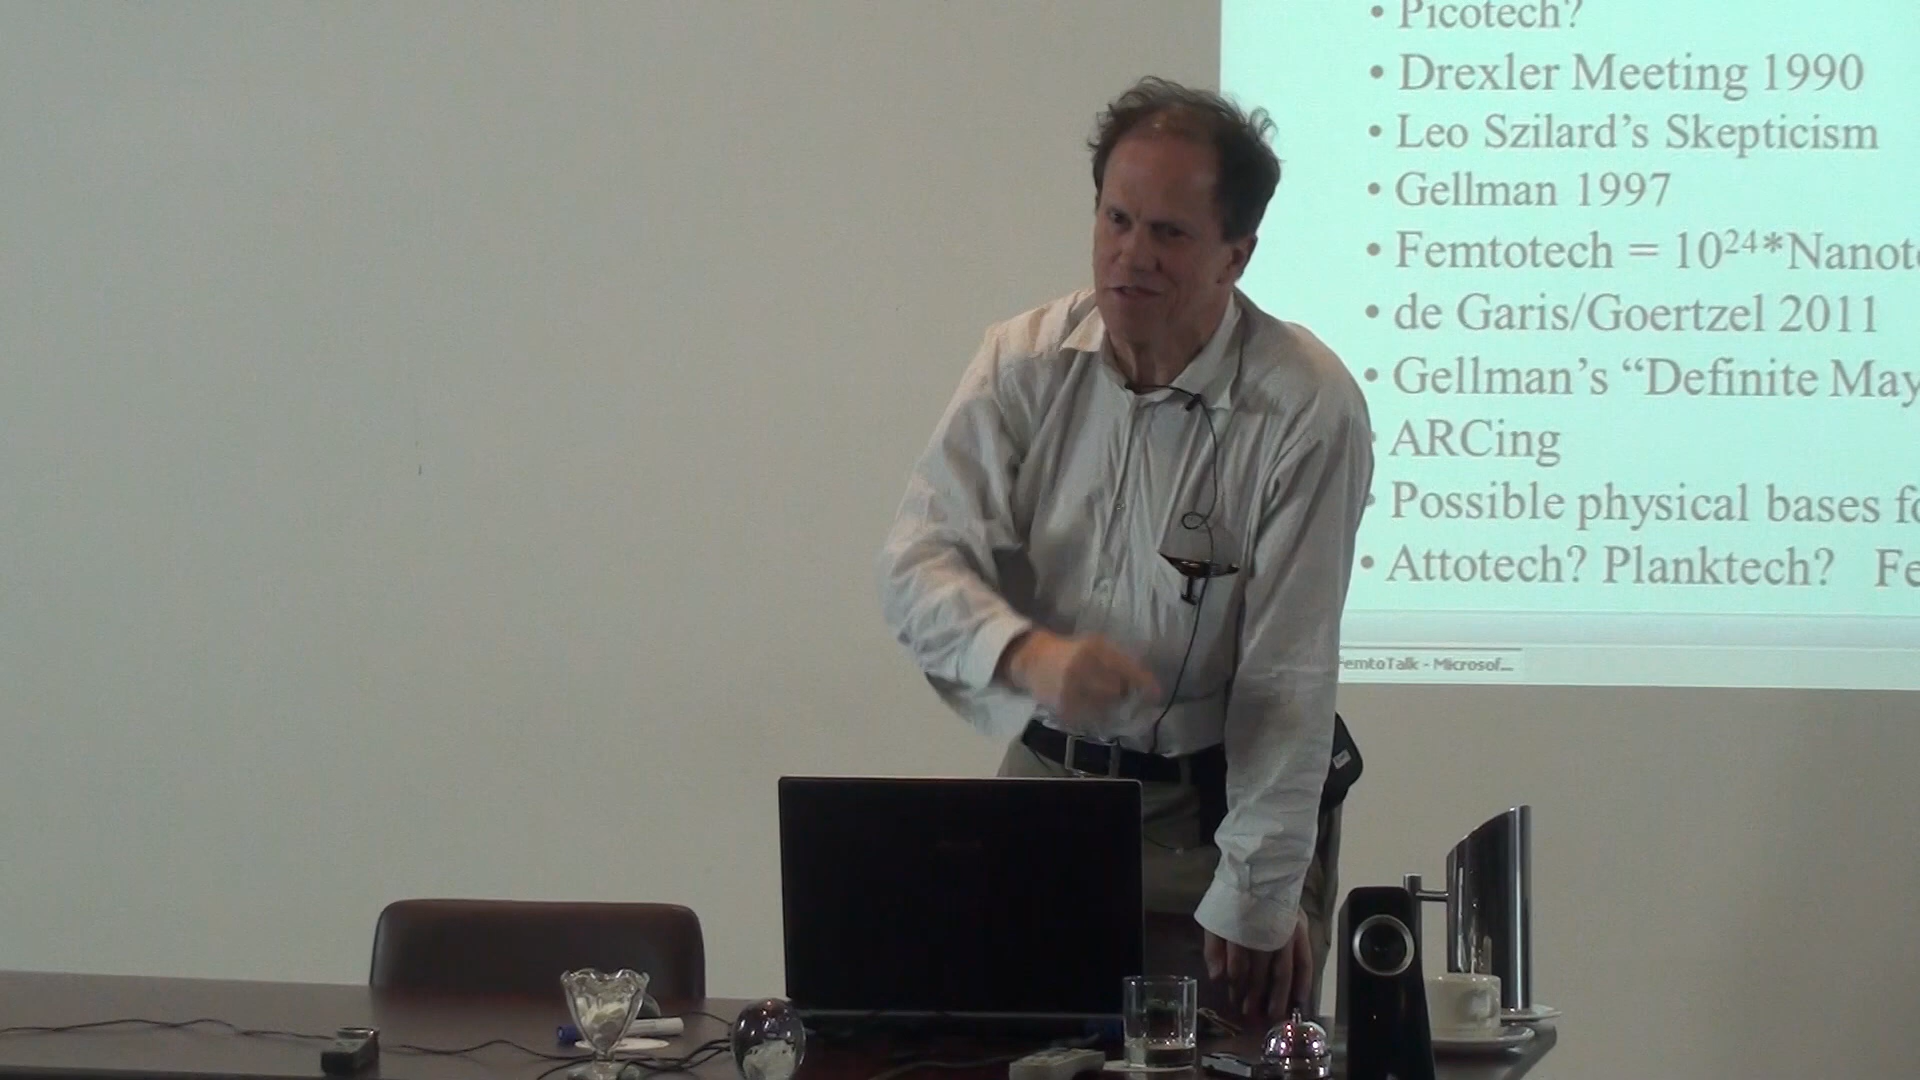 • Picotech?
• Drexler Meeting 1990
• Leo Szilard’s Skepticism
• Gellman 1997
• Femtotech = 10²⁴*Nanot
• de Garis/Goertzel 2011
• Gellman’s “Definite May
• ARCing
• Possible physical bases fo
• Attotech? Planktech? Fe
FemtoTalk - Microsof...